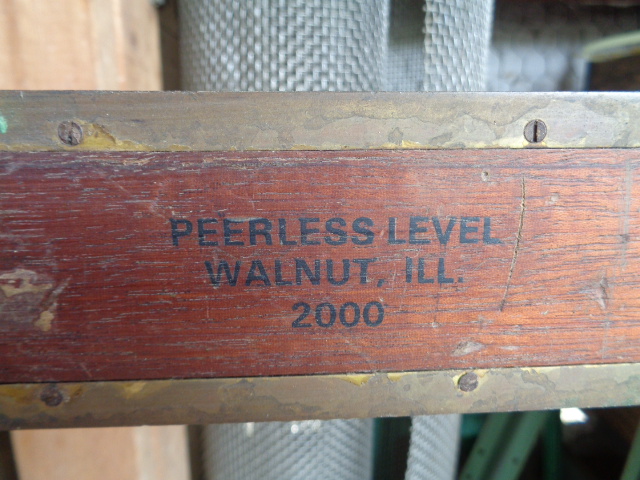 PEERLESS LEVEL
WALNUT, ILL.
2000